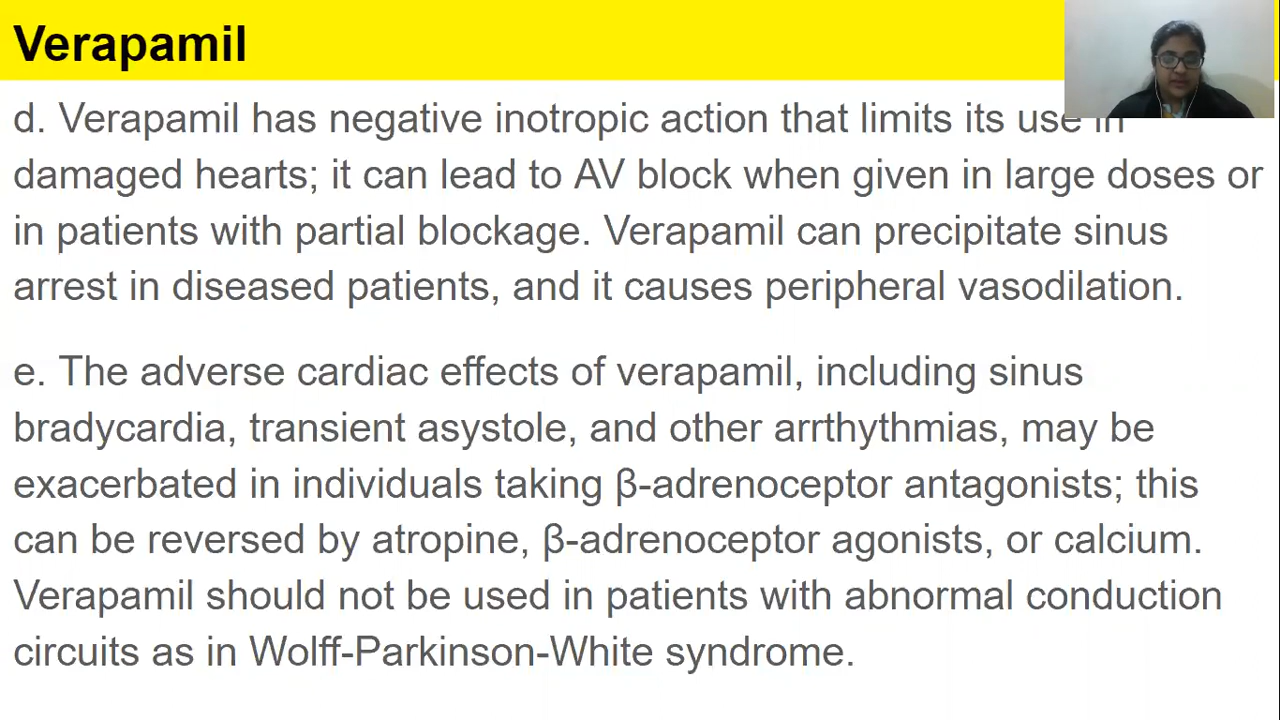 Verapamil
d. Verapamil has negative inotropic action that limits its use in
damaged hearts; it can lead to AV block when given in large doses or
in patients with partial blockage. Verapamil can precipitate sinus
arrest in diseased patients, and it causes peripheral vasodilation.
e. The adverse cardiac effects of verapamil, including sinus
bradycardia, transient asystole, and other arrthythmias, may be
exacerbated in individuals taking β-adrenoceptor antagonists; this
can be reversed by atropine, β-adrenoceptor agonists, or calcium.
Verapamil should not be used in patients with abnormal conduction
circuits as in Wolff-Parkinson-White syndrome.